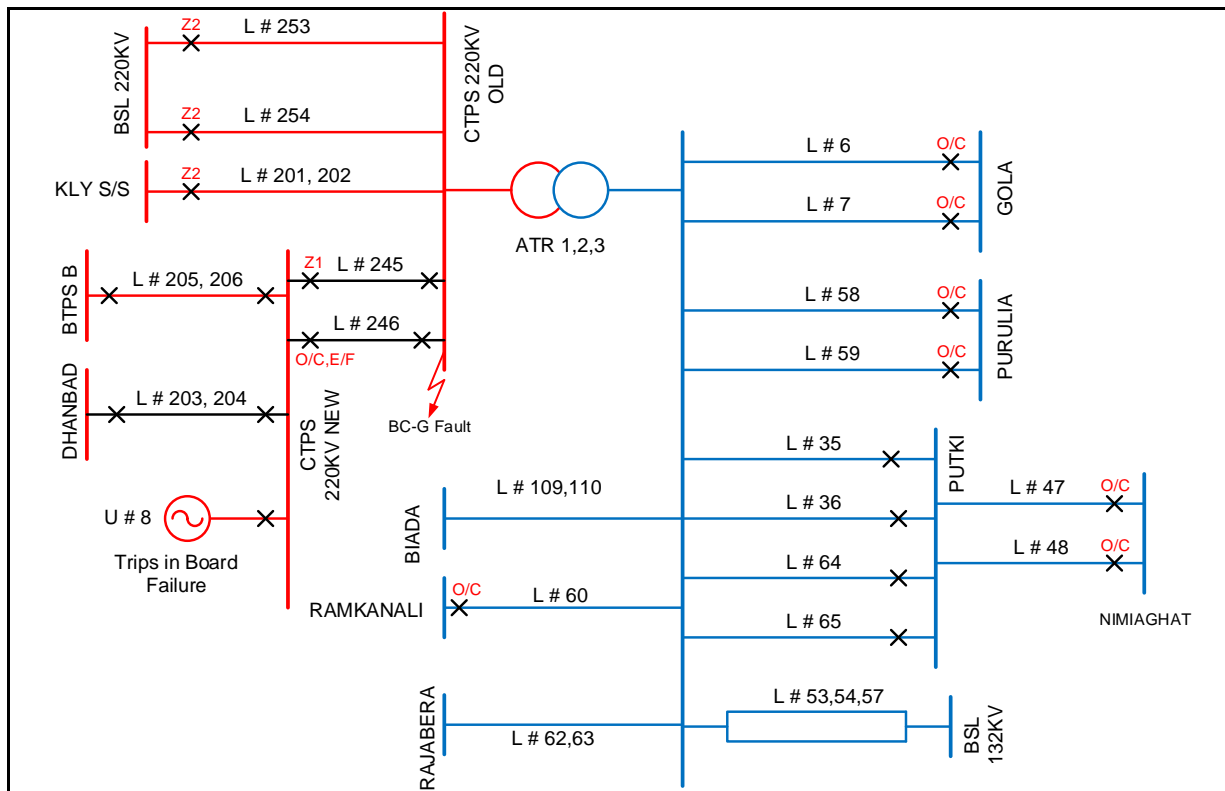 Z2
L # 253
BSL 220KV
CTPS 220KV
OLD
Z2
L # 254
Z2
L # 201, 202
KLY S/S
ATR 1,2,3
L # 6
O/C
L # 7
O/C
GOLA
L # 58
O/C
L # 59
O/C
PURULIA
BTPS B
L # 205, 206
Z1
L # 245
L # 246
O/C,E/F
DHANBAD
L # 203, 204
CTPS
220KV NEW
BC-G Fault
U # 8
Trips in Board
Failure
L # 35
L # 36
L # 64
L # 65
PUTKI
L # 47
O/C
L # 48
O/C
NIMIAGHAT
L # 109,110
BIADA
RAMKANALI
O/C
L # 60
RAJABERA
L # 62,63
L # 53,54,57
BSL
132KV